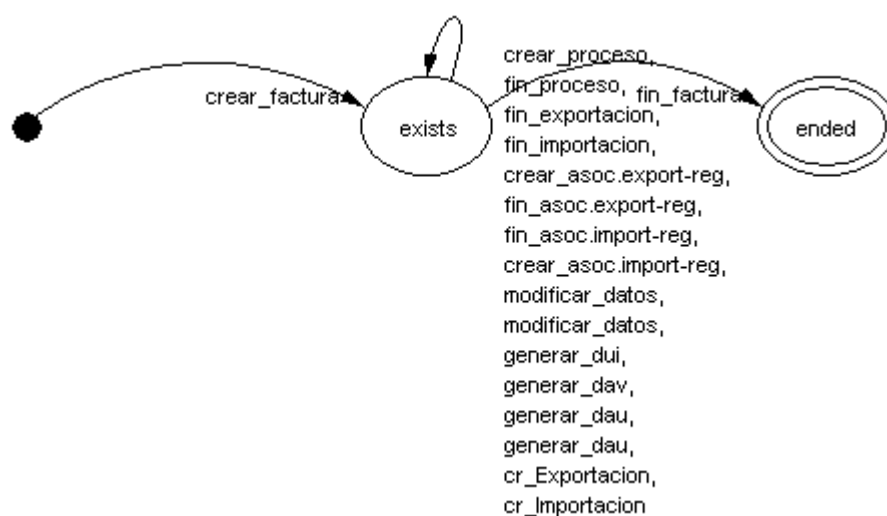 crear_proceso,
crear_factura
fin_proceso,
fin_factura
exists
ended
fin_exportacion,
fin_importacion,
crear_asoc.export-reg,
fin_asoc.export-reg,
fin_asoc.import-reg,
crear_asoc.import-reg,
modificar_datos,
modificar_datos,
generar_dui,
generar_dav,
generar_dau,
generar_dau,
cr_Exportacion,
cr_Importacion